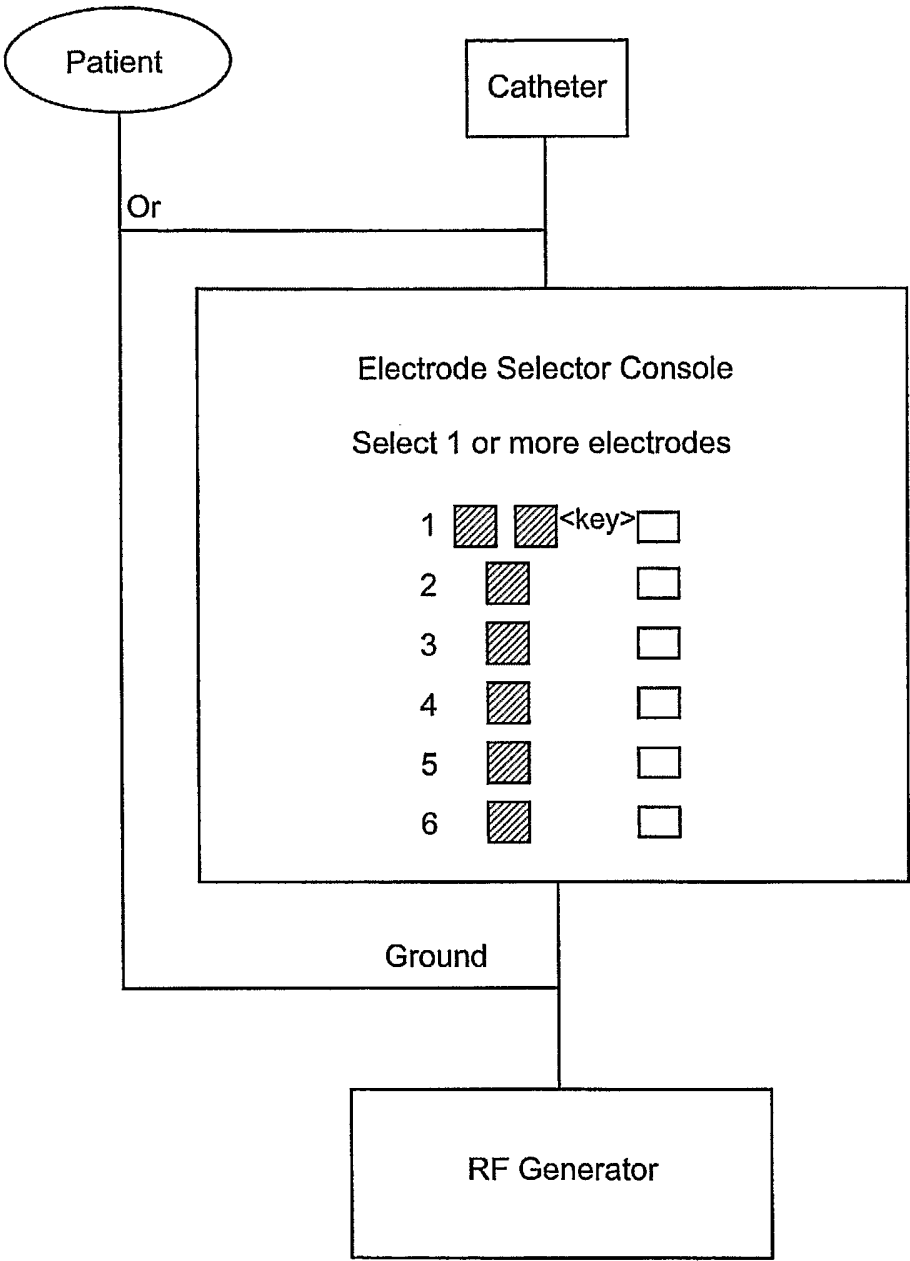 Patient
Catheter
Or
Electrode Selector Console
Select 1 or more electrodes
1 <key>
2
3
4
5
6
Ground
RF Generator